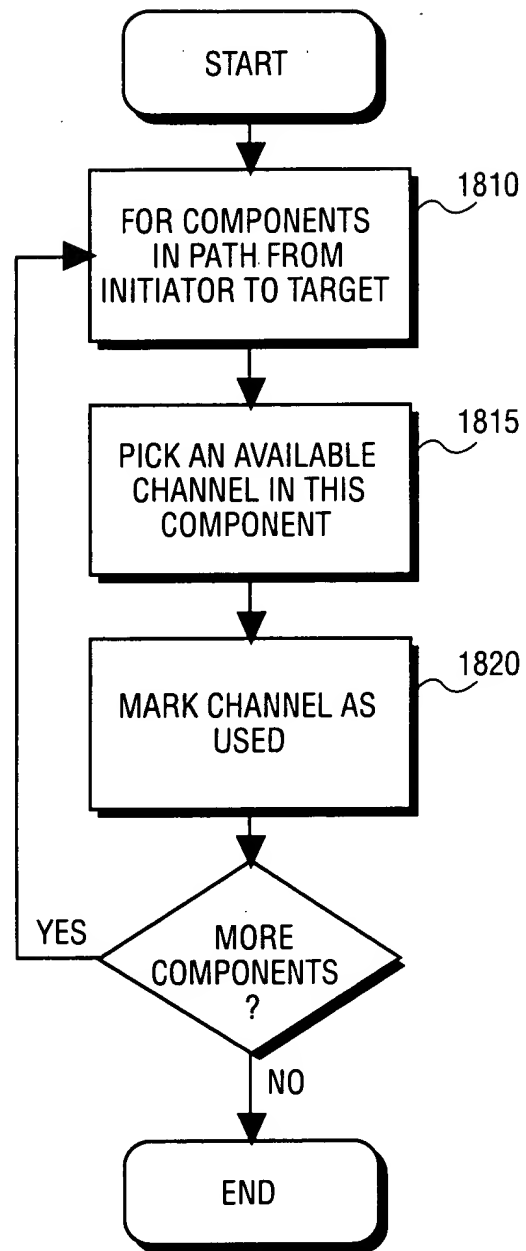 START
1810
FOR COMPONENTS
IN PATH FROM
INITIATOR TO TARGET
1815
PICK AN AVAILABLE
CHANNEL IN THIS
COMPONENT
1820
MARK CHANNEL AS
USED
YES
MORE
COMPONENTS
?
NO
END